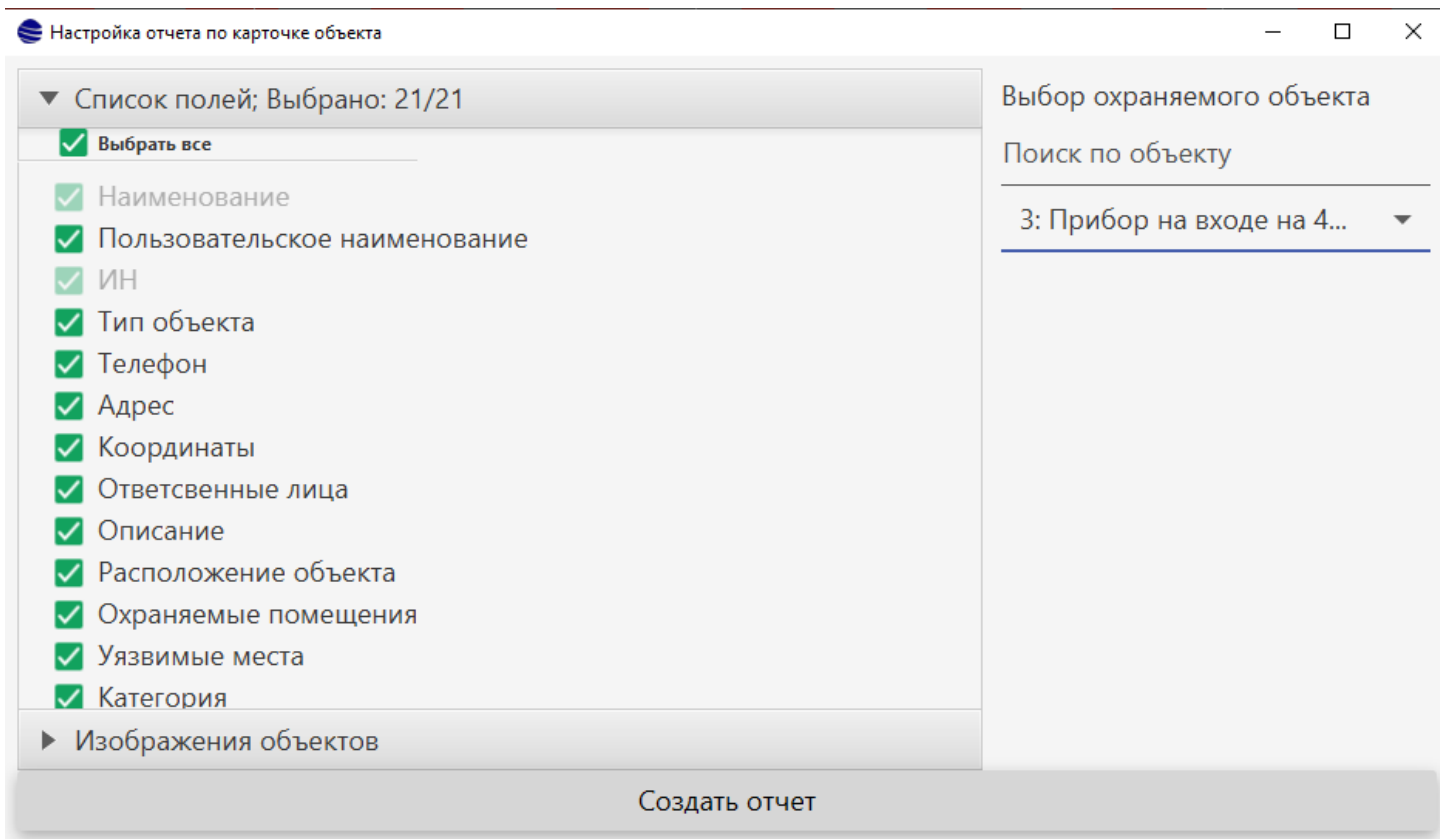 Настройка отчета по карточке объекта
Список полей; Выбрано: 21/21
Выбрать все
Наименование
Пользовательское наименование
ИН
Тип объекта
Телефон
Адрес
Координаты
Ответсвенные лица
Описание
Расположение объекта
Охраняемые помещения
Уязвимые места
Категория
Изображения объектов
Выбор охраняемого объекта
Поиск по объекту
3: Прибор на входе на 4...
Создать отчет